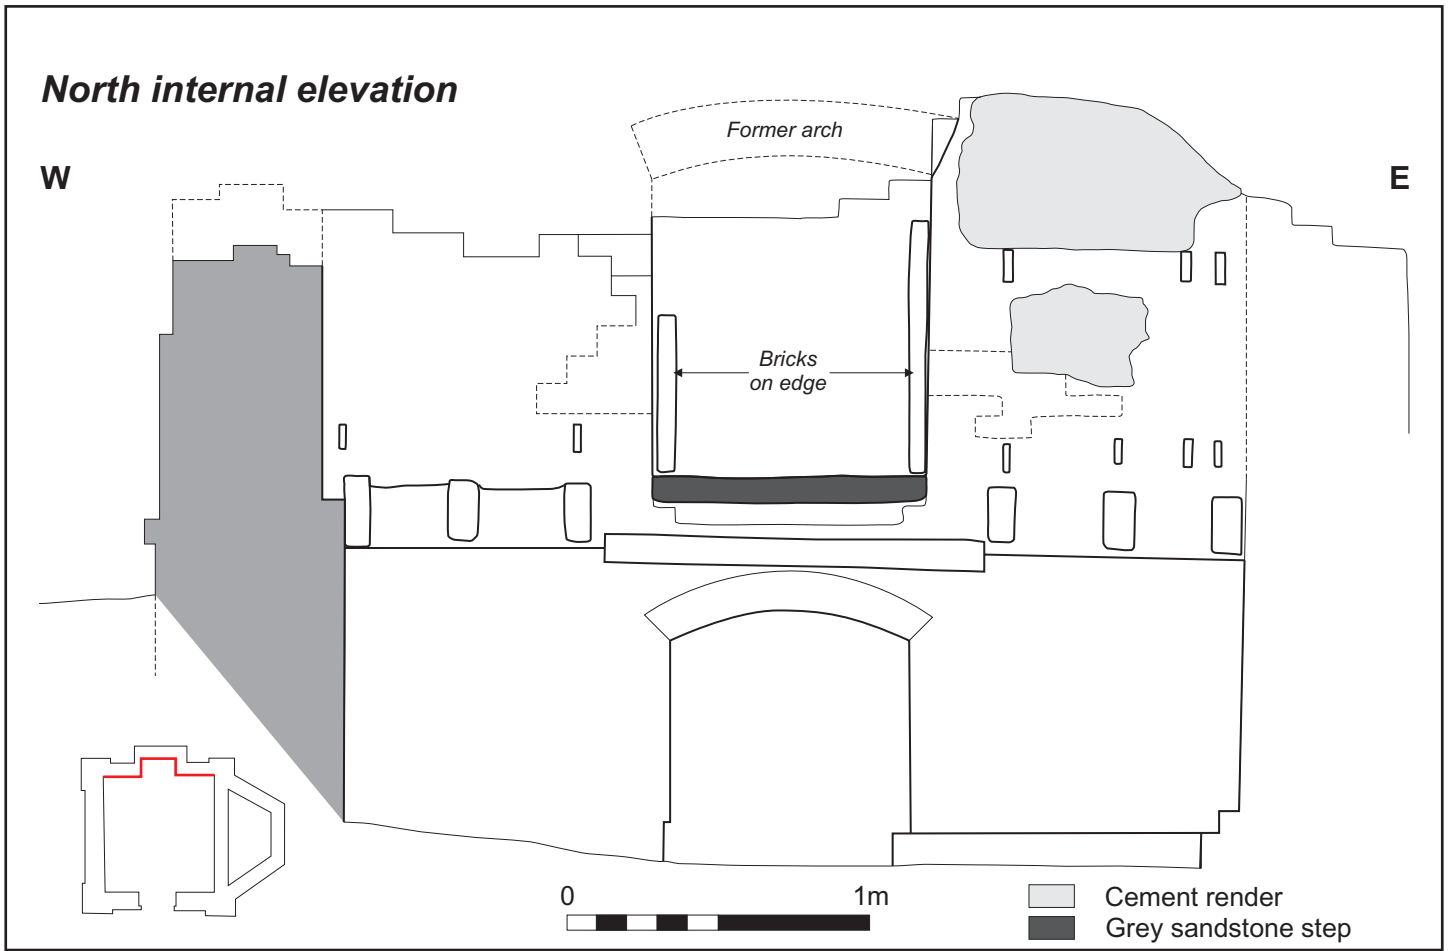 North internal elevation
Former arch
W
E
Bricks
on edge
0
1m
Cement render
Grey sandstone step